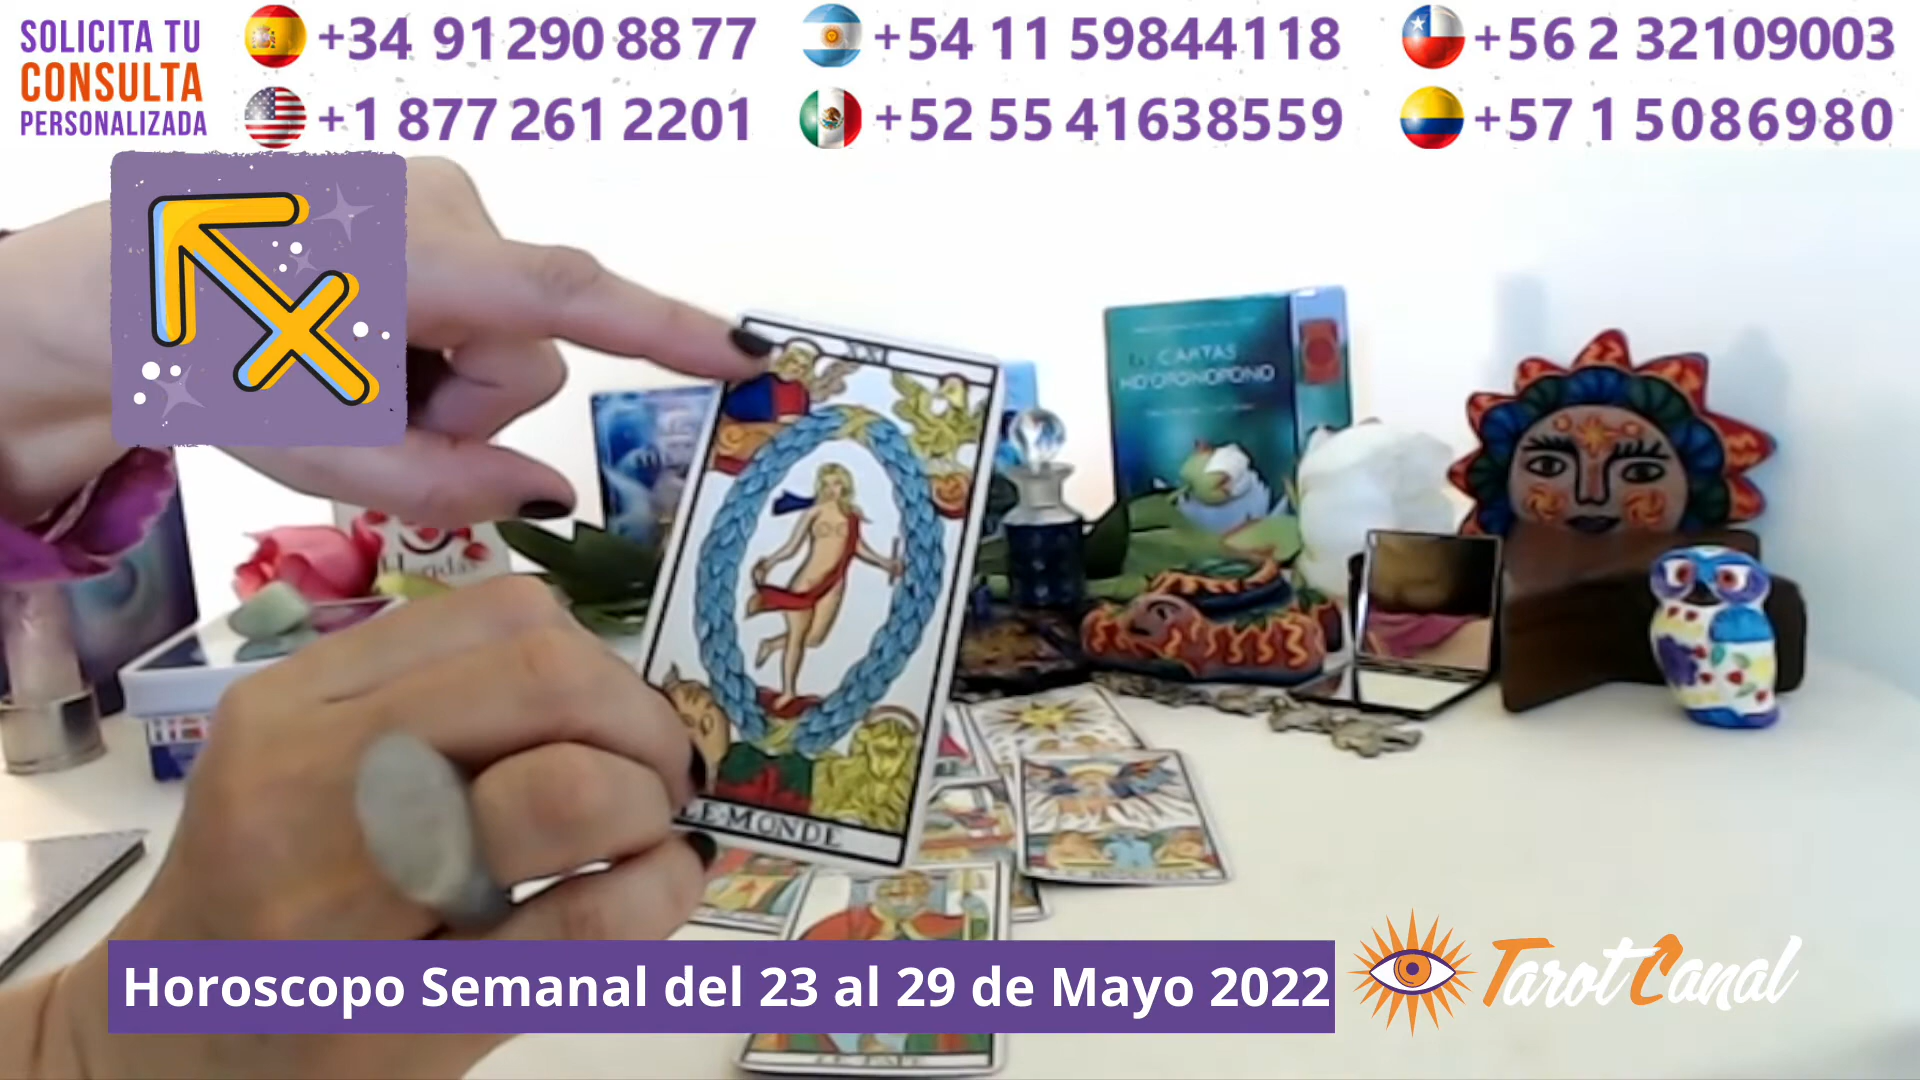 SOLICITA TU
CONSULTA
PERSONALIZADA
+34 91 290 88 77
+54 11 59844118
+56 2 32109003
+1 877 261 2201
+52 55 41638559
+57 1 5086980
XXI
CARTAS
HO'OPONOPONO
LE·MONDE
LE PAPE
Horoscopo Semanal del 23 al 29 de Mayo 2022
TarotCanal